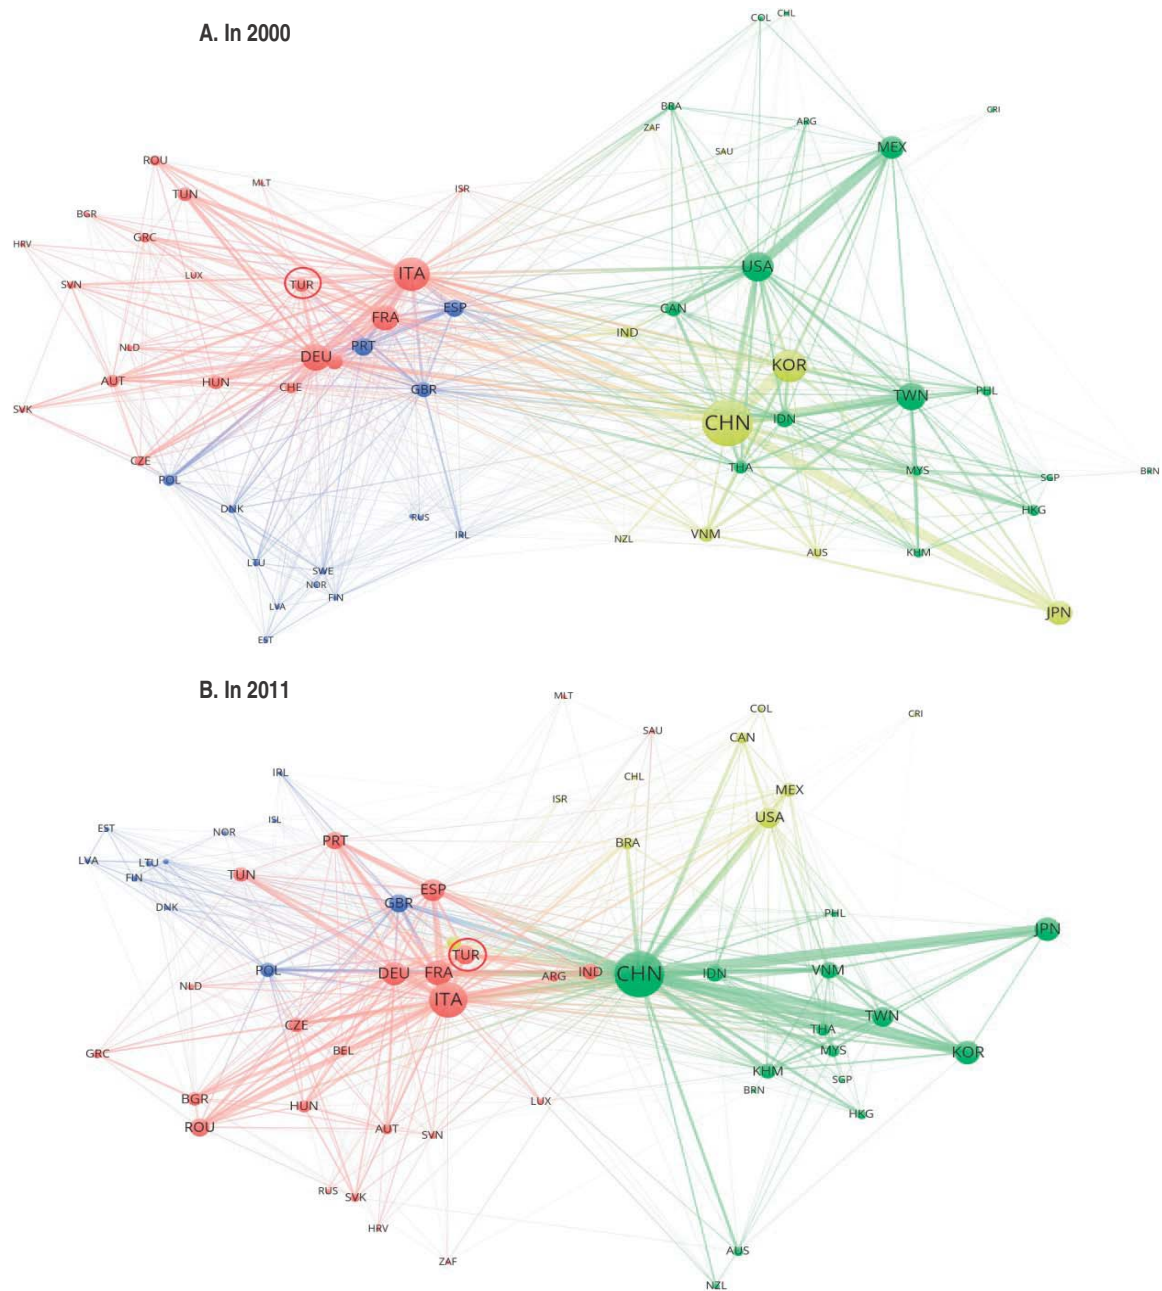 A. In 2000
COL
CHL
BRA
ZAF
ARG
CRI
MEX
SAU
ROU
MLT
ISR
TUN
BGR
GRC
HRV
SVN
LUX
TUR
ITA
USA
ESP
CAN
FRA
IND
PRT
NLD
DEU
KOR
AUT
HUN
CHE
GBR
TWN
PHL
SVK
CHN
IDN
CZE
POL
THA
MYS
SGP
BRN
DNK
RUS
IRL
HKG
NZL
VNM
AUS
KHM
LTU
SWE
NOR
LVA
FIN
JPN
EST
B. In 2011
MLT
COL
CRI
SAU
CAN
IRL
CHL
MEX
ISR
EST
NOR
ISL
USA
PRT
BRA
LVA
LTU
TUN
FIN
ESP
DNK
GBR
PHL
JPN
TUR
POL
DEU
FRA
ARG
IND
CHN
IDN
VNM
NLD
ITA
CZE
TWN
THA
GRC
BEL
MYS
KOR
BGR
HUN
KHM
SGP
BRN
LUX
ROU
AUT
SVN
HKG
RUS
SVK
HRV
ZAF
AUS
NZL